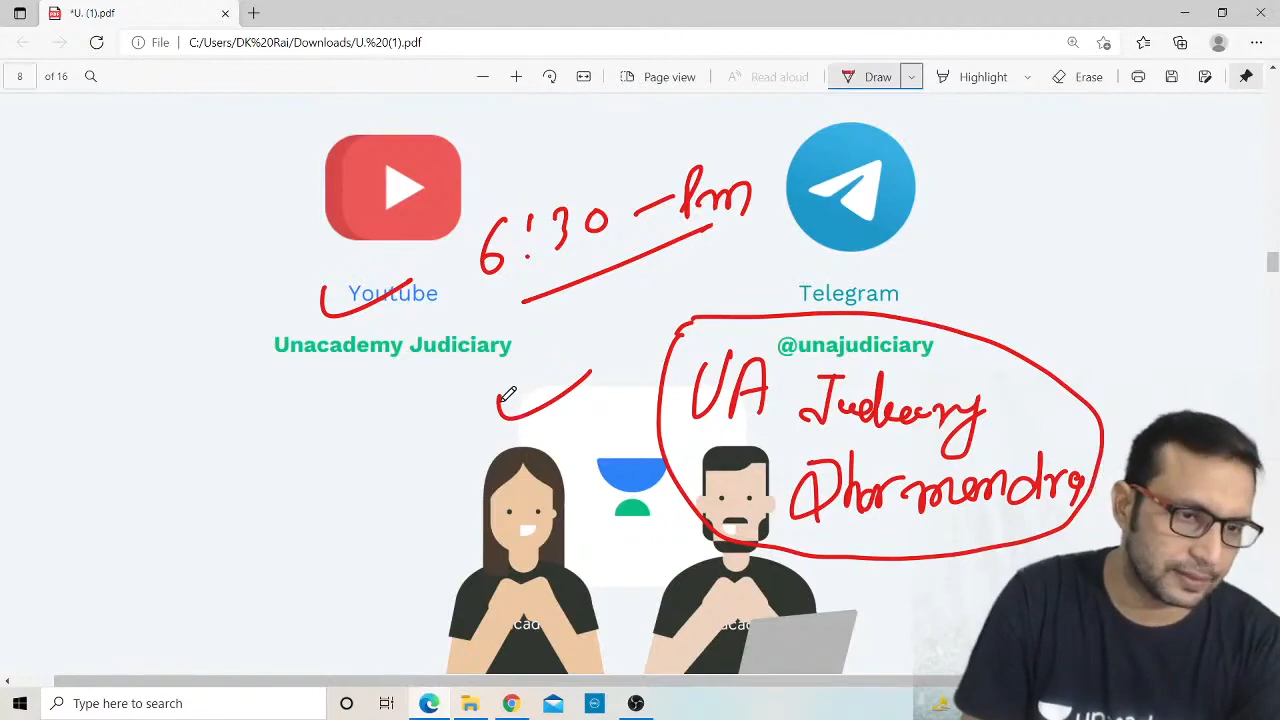 *U. (1).pdf
File C:/Users/DK%20Rai/Downloads/U.%20(1).pdf
8 of 16 Page view Read aloud Draw Highlight Erase
6:30 - Pm
Youtube Telegram
Unacademy Judiciary @unajudiciary
UA Judiciary
Dharmendra
Type here to search